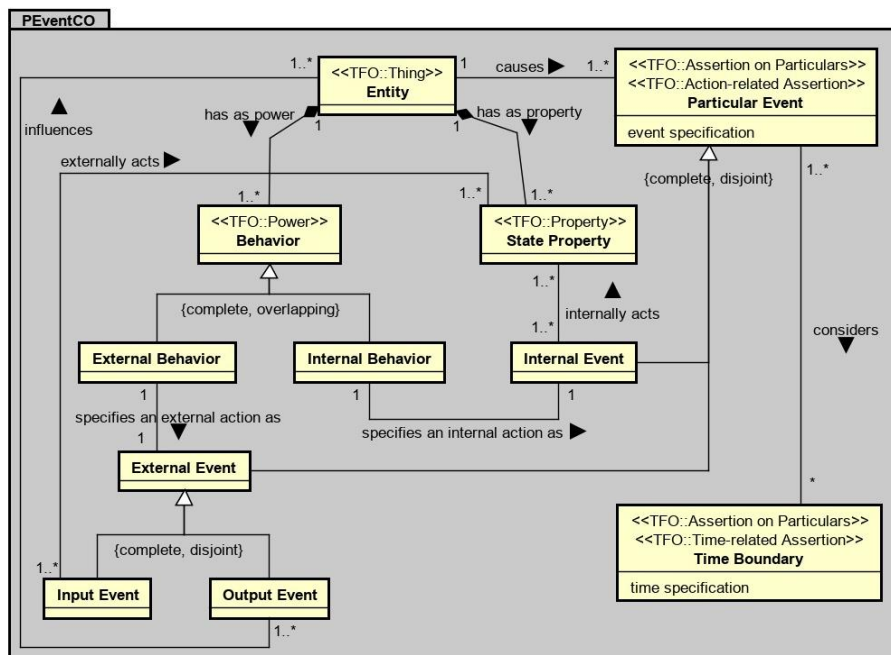 PEventCO
1..*
<<TFO::Thing>>
Entity
1
causes ▶
1..*
<<TFO::Assertion on Particulars>>
<<TFO::Action-related Assertion>>
Particular Event
event specification
▲
influences
has as power
▼
1
1
has as property
▼
externally acts ▶
{complete, disjoint}
1..*
1..*
1..*
1..*
<<TFO::Power>>
Behavior
<<TFO::Property>>
State Property
{complete, overlapping}
1..*
▲
internally acts
1..*
considers
▼
External Behavior
Internal Behavior
Internal Event
1
1
1
specifies an external action as
▼
1
specifies an internal action as ▶
External Event
*
<<TFO::Assertion on Particulars>>
<<TFO::Time-related Assertion>>
Time Boundary
time specification
{complete, disjoint}
1..*
Input Event
Output Event
1..*